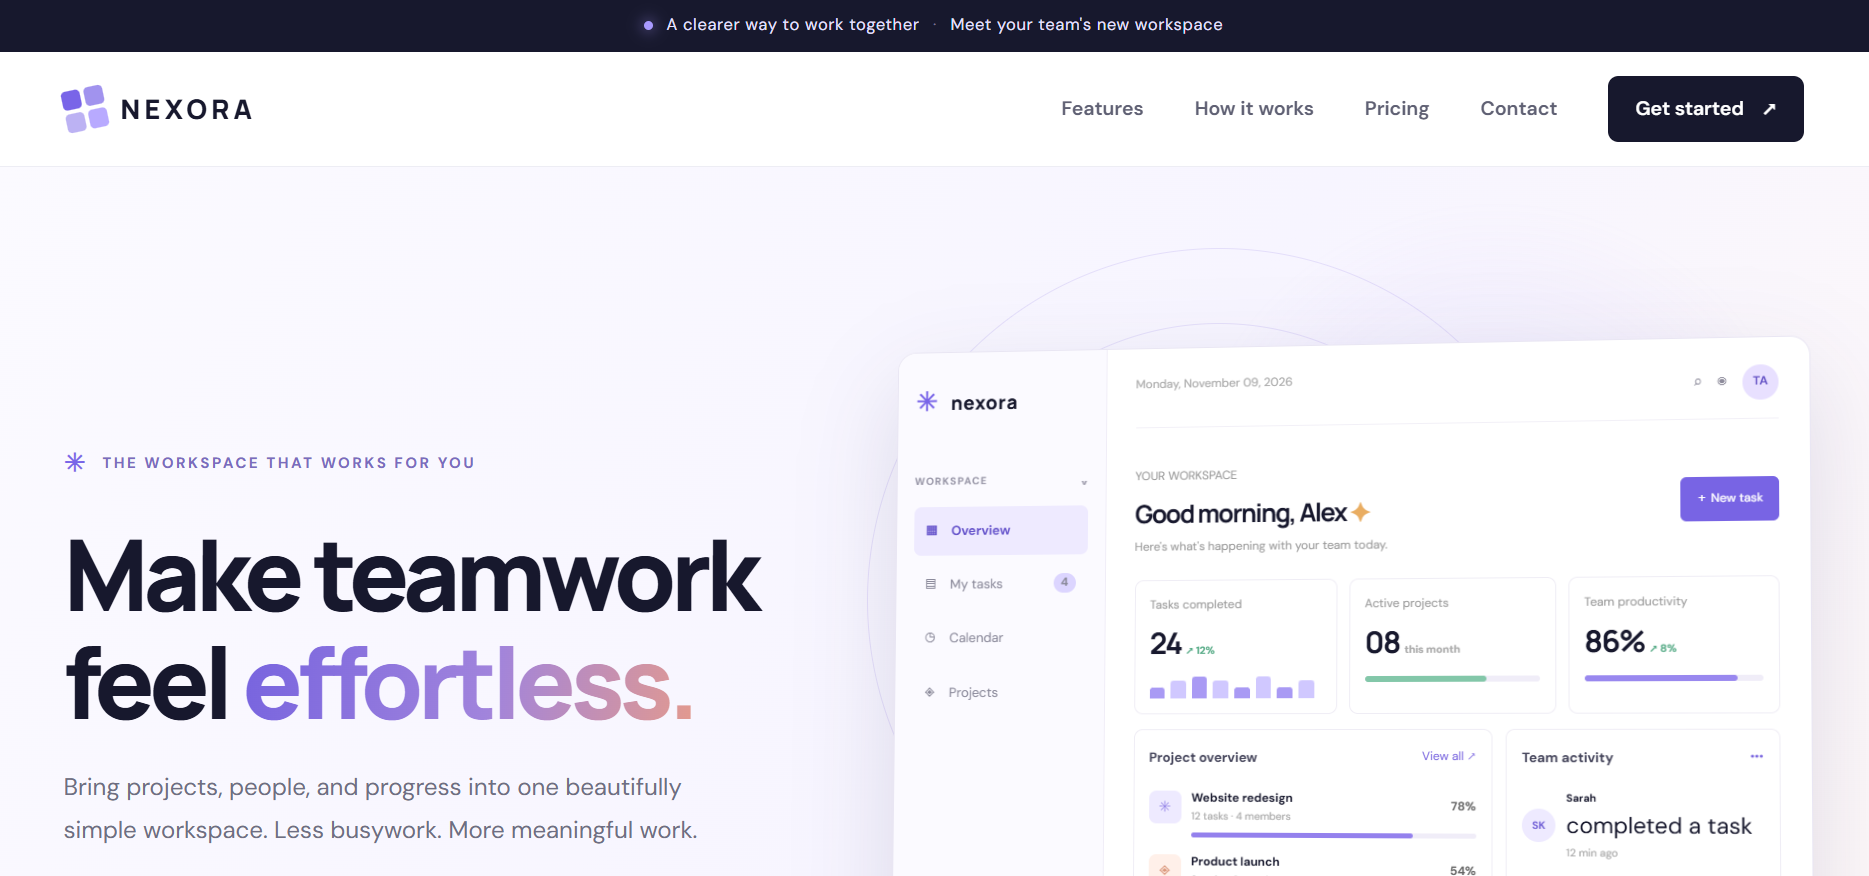 A clearer way to work together · Meet your team's new workspace
NEXORA
Features
How it works
Pricing
Contact
Get started ↗
THE WORKSPACE THAT WORKS FOR YOU
Make teamwork
feel effortless.
Bring projects, people, and progress into one beautifully
simple workspace. Less busywork. More meaningful work.
nexora
WORKSPACE
Overview
My tasks 4
Calendar
Projects
Monday, November 09, 2026
TA
YOUR WORKSPACE
Good morning, Alex
Here's what's happening with your team today.
+ New task
Tasks completed
24 ↗ 12%
Active projects
08 this month
Team productivity
86% ↗ 8%
Project overview
View all ↗
Website redesign
12 tasks · 4 members
78%
Product launch
54%
Team activity
•••
SK
Sarah
completed a task
12 min ago